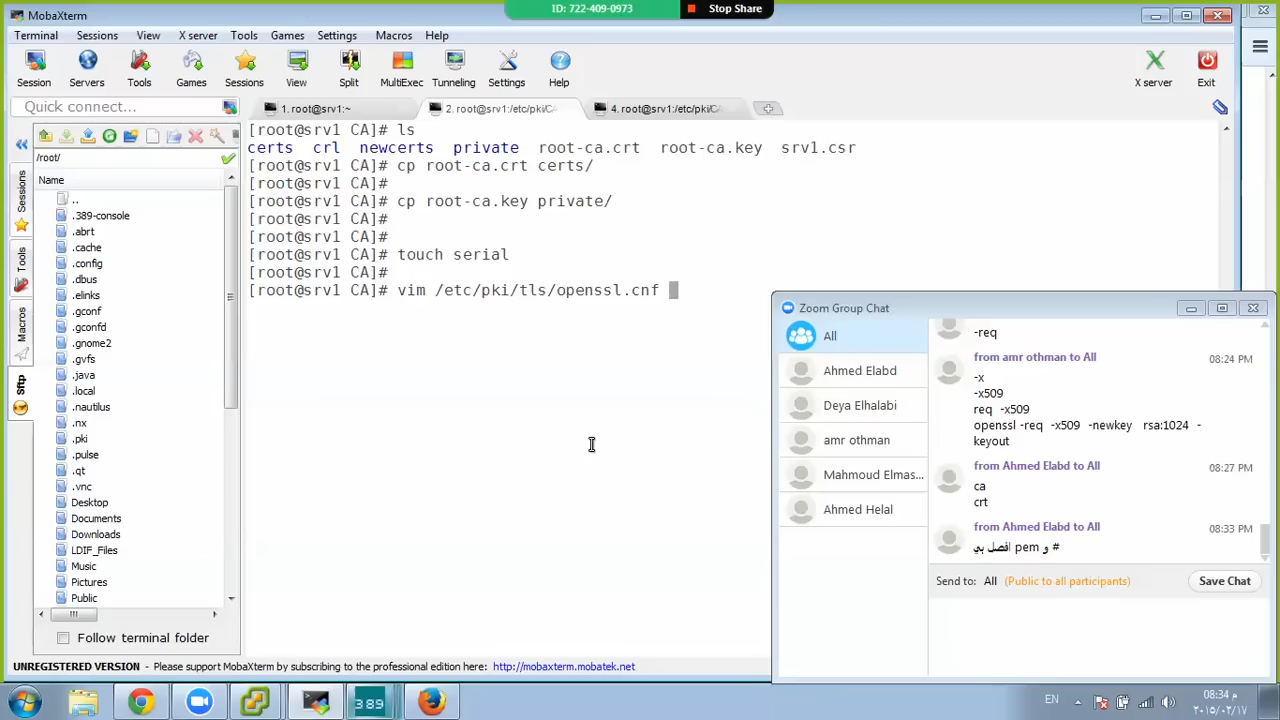 ID: 722-409-0973
Stop Share
MobaXterm
Terminal Sessions View X server Tools Games Settings Macros Help
Session Servers Tools Games Sessions View Split MultiExec Tunneling Settings Help X server Exit
Quick connect...
1. root@srv1:~
2. root@srv1:/etc/pki/CA
4. root@srv1:/etc/pki/CA
/root/
Name
..
.389-console
.abrt
.cache
.config
.dbus
.elinks
.gconf
.gconfd
.gnome2
.gvfs
.java
.local
.nautilus
.nx
.pki
.pulse
.qt
.vnc
Desktop
Documents
Downloads
LDIF_Files
Music
Pictures
Public
Follow terminal folder
Sessions
Tools
Macros
Sftp
[root@srv1 CA]# ls
certs crl newcerts private root-ca.crt root-ca.key srv1.csr
[root@srv1 CA]# cp root-ca.crt certs/
[root@srv1 CA]#
[root@srv1 CA]# cp root-ca.key private/
[root@srv1 CA]#
[root@srv1 CA]#
[root@srv1 CA]# touch serial
[root@srv1 CA]#
[root@srv1 CA]# vim /etc/pki/tls/openssl.cnf
Zoom Group Chat
All
Ahmed Elabd
Deya Elhalabi
amr othman
Mahmoud Elmas...
Ahmed Helal
-req
from amr othman to All 08:24 PM
-x
-x509
req -x509
openssl -req -x509 -newkey rsa:1024 -
keyout
from Ahmed Elabd to All 08:27 PM
ca
crt
from Ahmed Elabd to All 08:33 PM
افصل بي pem و #
Send to: All (Public to all participants) Save Chat
UNREGISTERED VERSION - Please support MobaXterm by subscribing to the professional edition here: http://mobaxterm.mobatek.net
389
EN
08:34 م
٢٠١٥/٠٢/١٧